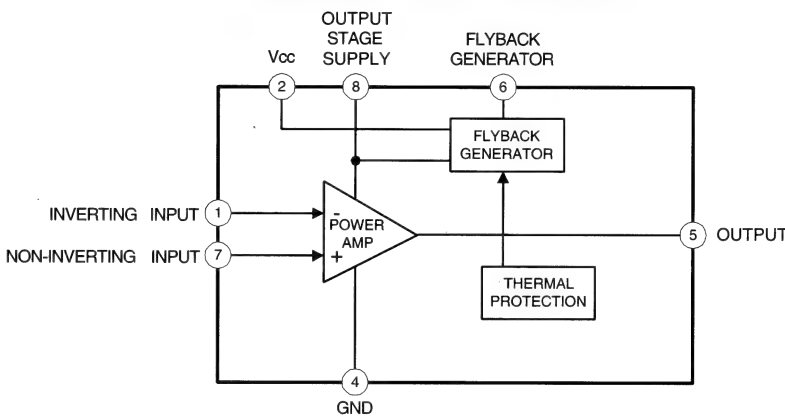 OUTPUT
STAGE
SUPPLY
FLYBACK
GENERATOR
Vcc
2
8
6
FLYBACK
GENERATOR
INVERTING INPUT 1
-
POWER
AMP
+
NON-INVERTING INPUT 7
5 OUTPUT
THERMAL
PROTECTION
4
GND